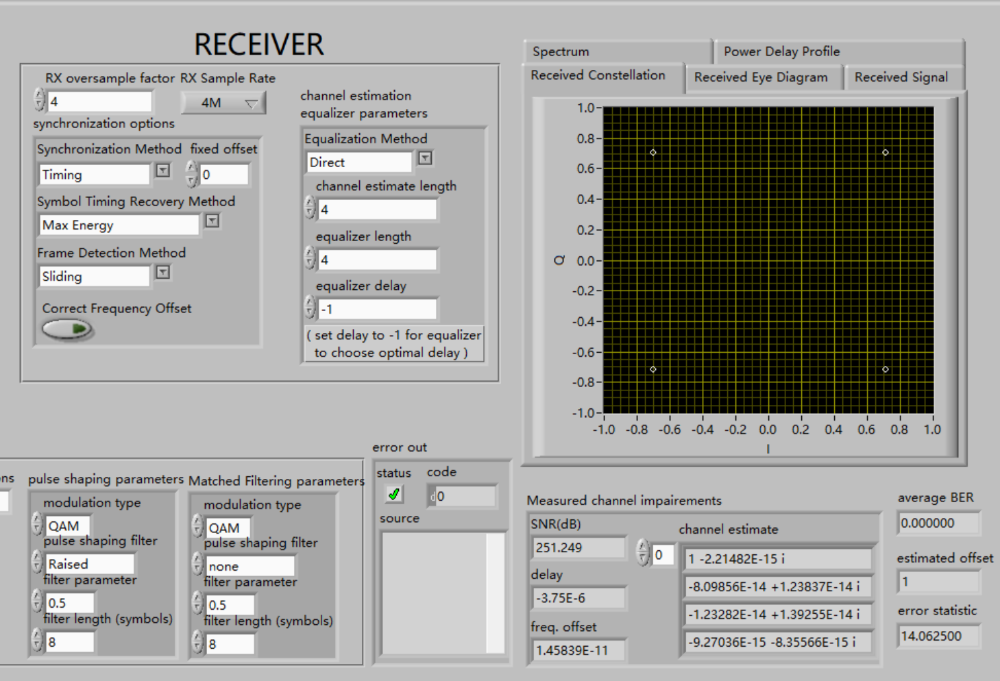 RECEIVER
RX oversample factor RX Sample Rate
4
4M
synchronization options
Synchronization Method fixed offset
Timing
0
Symbol Timing Recovery Method
Max Energy
Frame Detection Method
Sliding
Correct Frequency Offset
channel estimation
equalizer parameters
Equalization Method
Direct
channel estimate length
4
equalizer length
4
equalizer delay
-1
( set delay to -1 for equalizer
to choose optimal delay )
Spectrum
Power Delay Profile
Received Constellation
Received Eye Diagram
Received Signal
1.0
0.8
0.6
0.4
0.2
Q
0.0
-0.2
-0.4
-0.6
-0.8
-1.0
-1.0 -0.8 -0.6 -0.4 -0.2 0.0 0.2 0.4 0.6 0.8 1.0
I
ns
pulse shaping parameters
modulation type
QAM
pulse shaping filter
Raised
filter parameter
0.5
filter length (symbols)
8
Matched Filtering parameters
modulation type
QAM
pulse shaping filter
none
filter parameter
0.5
filter length (symbols)
8
error out
status
code
d0
source
Measured channel impairements
SNR(dB)
251.249
delay
-3.75E-6
freq. offset
1.45839E-11
channel estimate
0
1 -2.21482E-15 i
-8.09856E-14 +1.23837E-14 i
-1.23282E-14 +1.39255E-14 i
-9.27036E-15 -8.35566E-15 i
average BER
0.000000
estimated offset
1
error statistic
14.062500